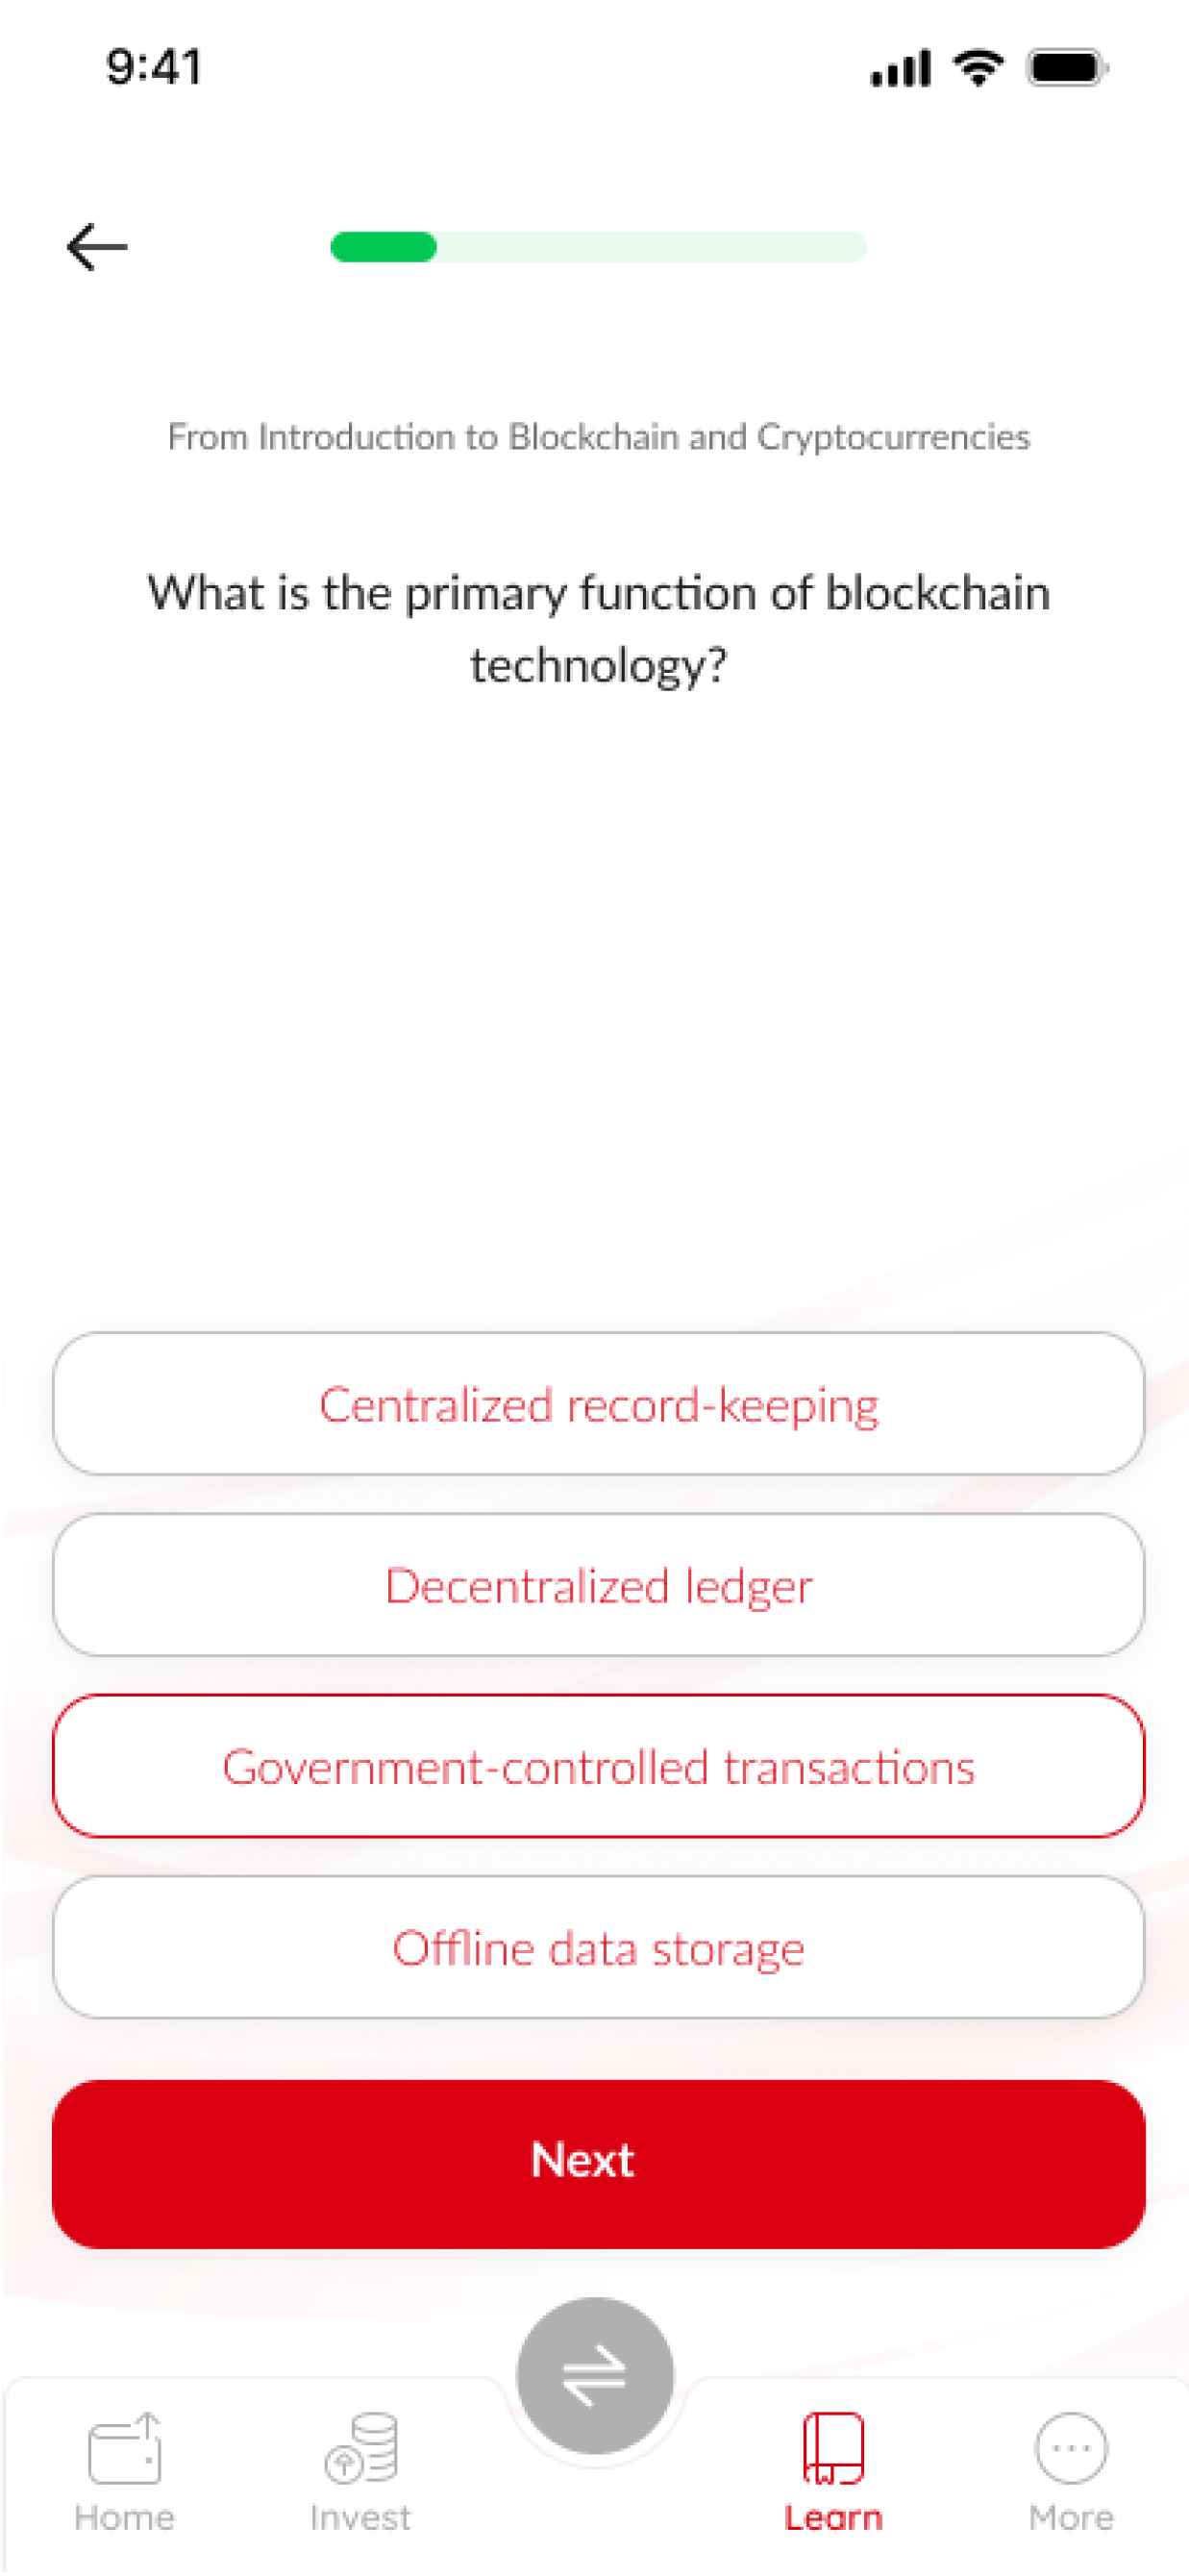 9:41
From Introduction to Blockchain and Cryptocurrencies
What is the primary function of blockchain
technology?
Centralized record-keeping
Decentralized ledger
Government-controlled transactions
Offline data storage
Next
Home
Invest
Learn
More